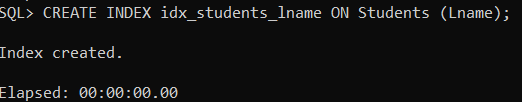 SQL> CREATE INDEX idx_students_lname ON Students (Lname);
Index created.
Elapsed: 00:00:00.00